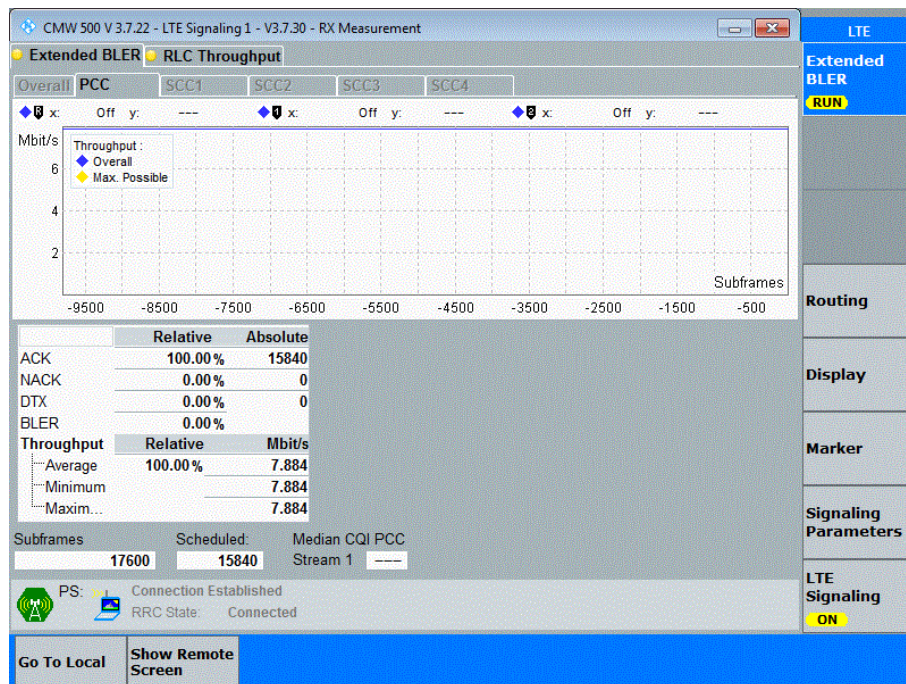 CMW 500 V 3.7.22 - LTE Signaling 1 - V3.7.30 - RX Measurement
LTE
Extended BLER RLC Throughput
Extended BLER
RUN
Overall PCC SCC1 SCC2 SCC3 SCC4
R x: Off y: --- 1 x: Off y: --- 2 x: Off y: ---
Mbit/s
Throughput :
Overall
Max. Possible
6
4
2
Subframes
-9500 -8500 -7500 -6500 -5500 -4500 -3500 -2500 -1500 -500
Routing
Relative Absolute
ACK 100.00 % 15840
NACK 0.00 % 0
DTX 0.00 % 0
BLER 0.00 %
Display
Throughput Relative Mbit/s
Average 100.00 % 7.884
Minimum 7.884
Maxim... 7.884
Marker
Signaling Parameters
Subframes Scheduled: Median CQI PCC
17600 15840 Stream 1 ---
PS: Connection Established
RRC State: Connected
LTE Signaling
ON
Go To Local
Show Remote Screen